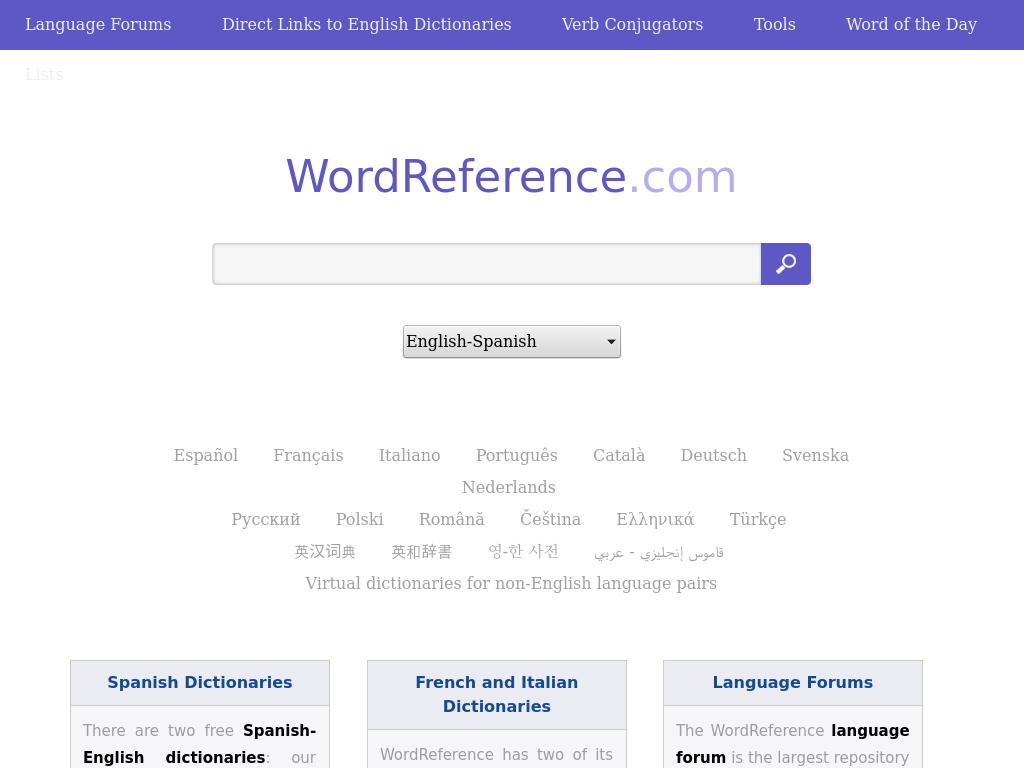 Language Forums Direct Links to English Dictionaries Verb Conjugators Tools Word of the Day
Lists
WordReference.com
English-Spanish
Español Français Italiano Português Català Deutsch Svenska
Nederlands
Русский Polski Română Čeština Ελληνικά Türkçe
英汉词典 英和辞書 영-한 사전 قاموس إنجليزي - عربي
Virtual dictionaries for non-English language pairs
Spanish Dictionaries
There are two free Spanish-
English dictionaries: our
French and Italian
Dictionaries
WordReference has two of its
Language Forums
The WordReference language
forum is the largest repository